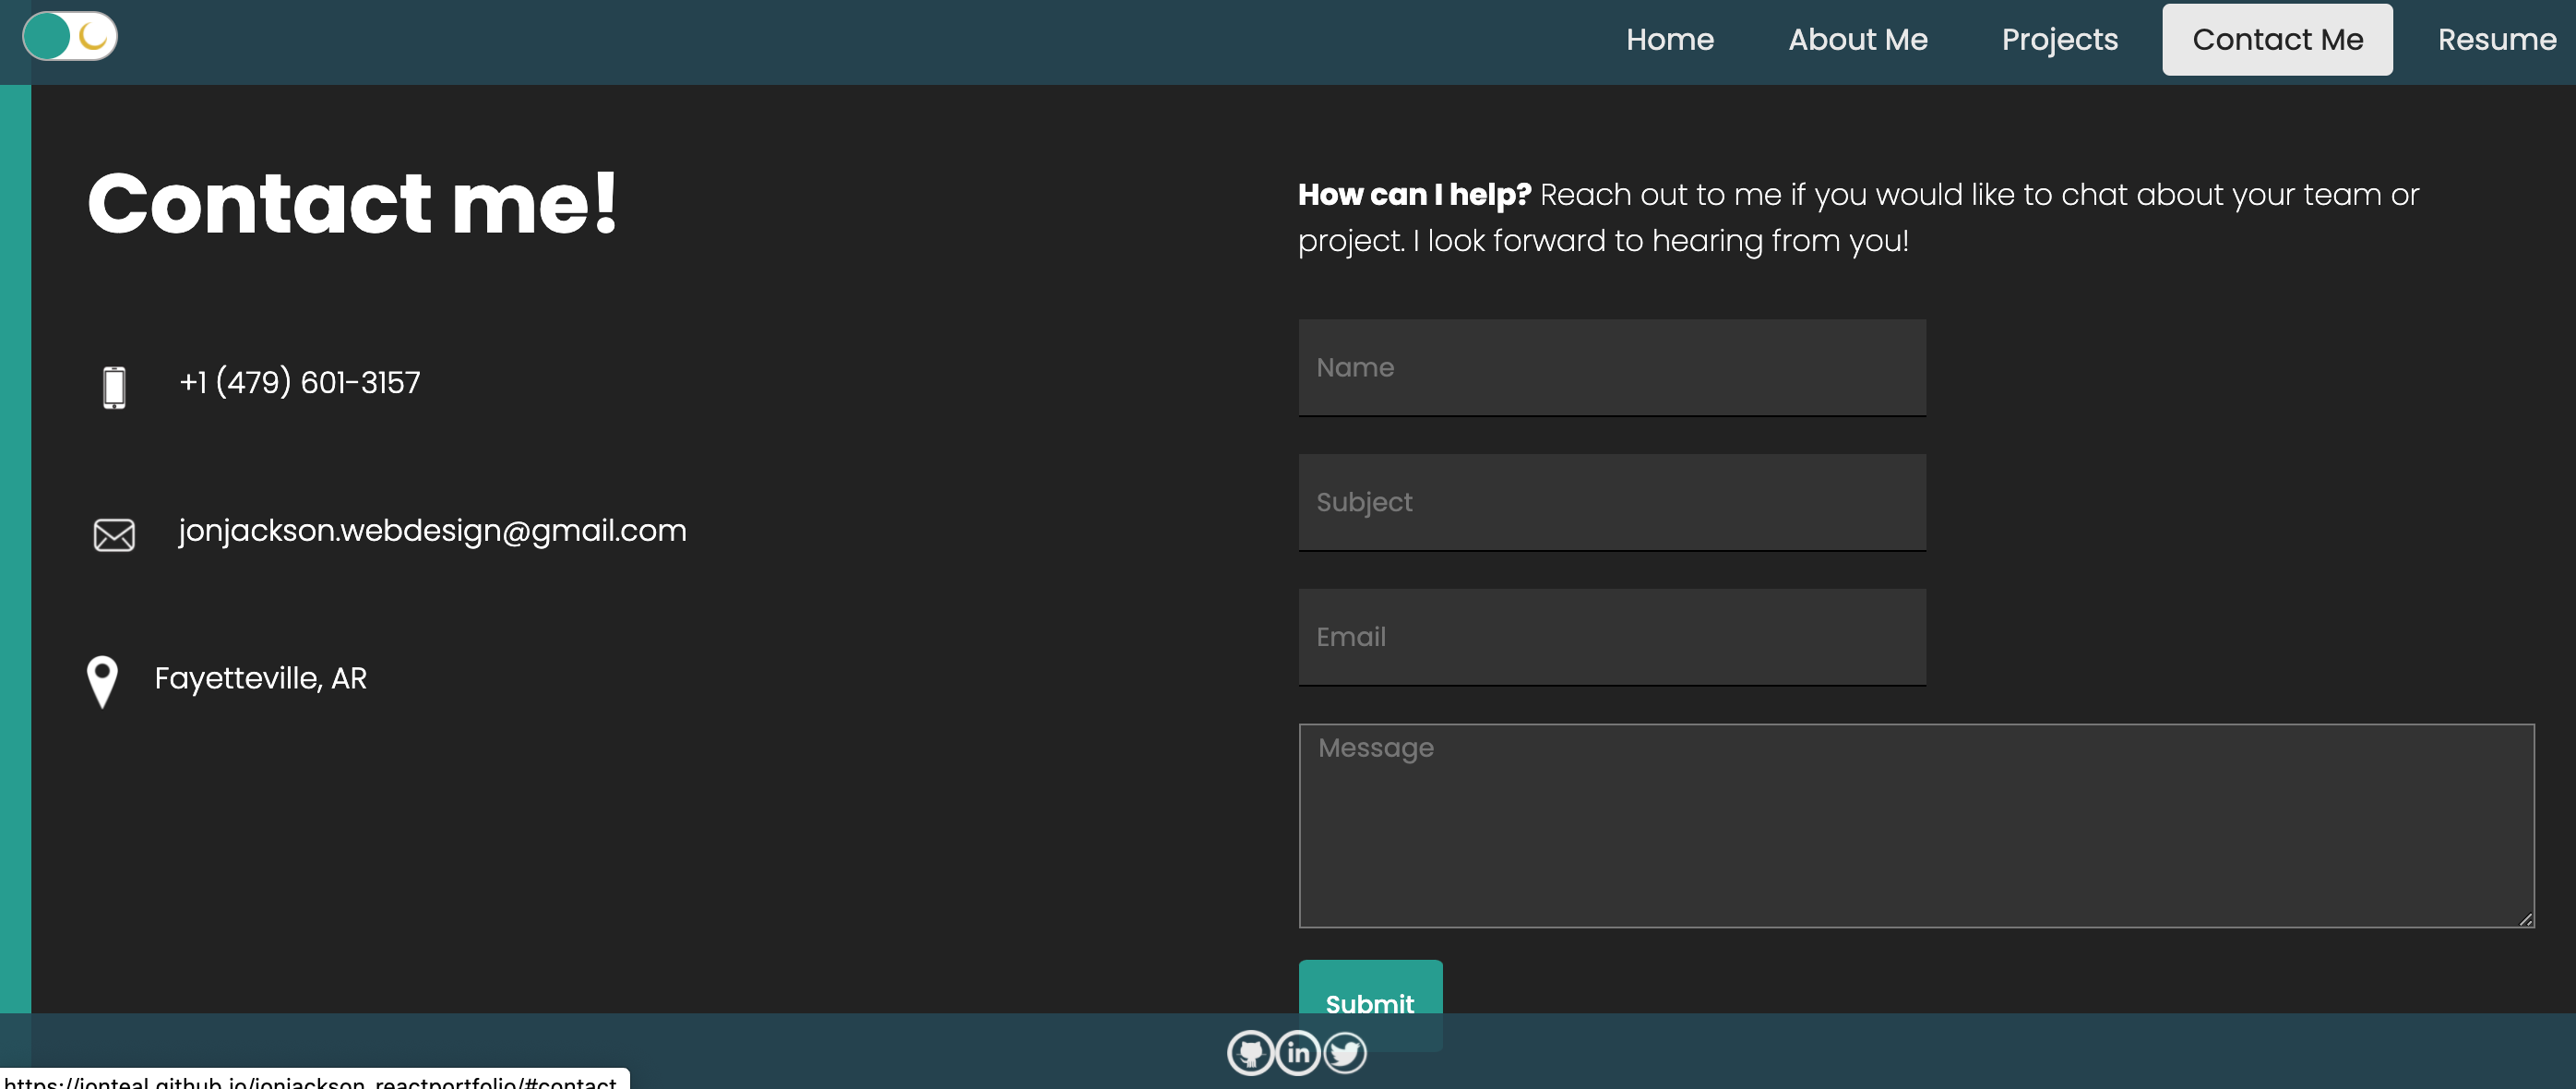 Home About Me Projects Contact Me Resume
Contact me!
+1 (479) 601-3157
jonjackson.webdesign@gmail.com
Fayetteville, AR
How can I help? Reach out to me if you would like to chat about your team or
project. I look forward to hearing from you!
Name
Subject
Email
Message
Submit
in
https://jonteal.github.io/jonjackson_reactportfolio/#contact